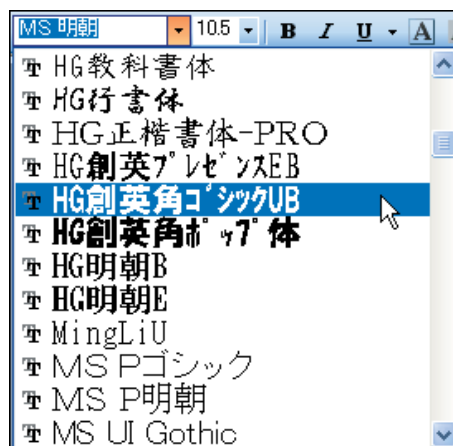 MS 明朝 10.5 B I U A
HG教科書体
HG行書体
HG正楷書体-PRO
HG創英プレゼンスEB
HG創英角ゴシックUB
HG創英角ポップ体
HG明朝B
HG明朝E
MingLiU
MS Pゴシック
MS P明朝
MS UI Gothic